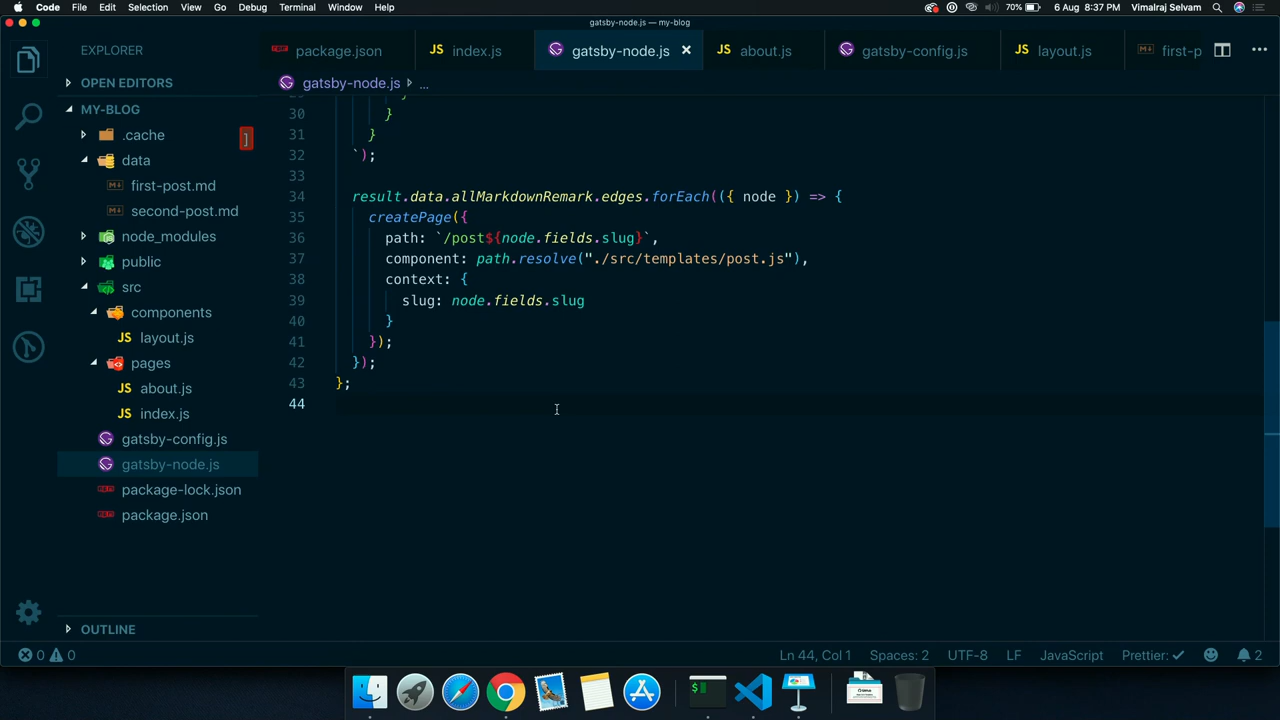 Code File Edit Selection View Go Debug Terminal Window Help 70% 6 Aug 8:37 PM Vimalraj Selvam
gatsby-node.js — my-blog
EXPLORER
package.json JS index.js gatsby-node.js × JS about.js gatsby-config.js JS layout.js first-p ...
OPEN EDITORS
gatsby-node.js ...
MY-BLOG
.cache
]
data
first-post.md
second-post.md
node_modules
public
src
components
JS layout.js
pages
JS about.js
JS index.js
gatsby-config.js
gatsby-node.js
package-lock.json
package.json
OUTLINE
30 }
31 }
32 `);
33
34 result.data.allMarkdownRemark.edges.forEach(({ node }) => {
35 createPage({
36 path: `/post${node.fields.slug}`,
37 component: path.resolve("./src/templates/post.js"),
38 context: {
39 slug: node.fields.slug
40 }
41 });
42 });
43 };
44
0 0 Ln 44, Col 1 Spaces: 2 UTF-8 LF JavaScript Prettier: ✓ 2
$